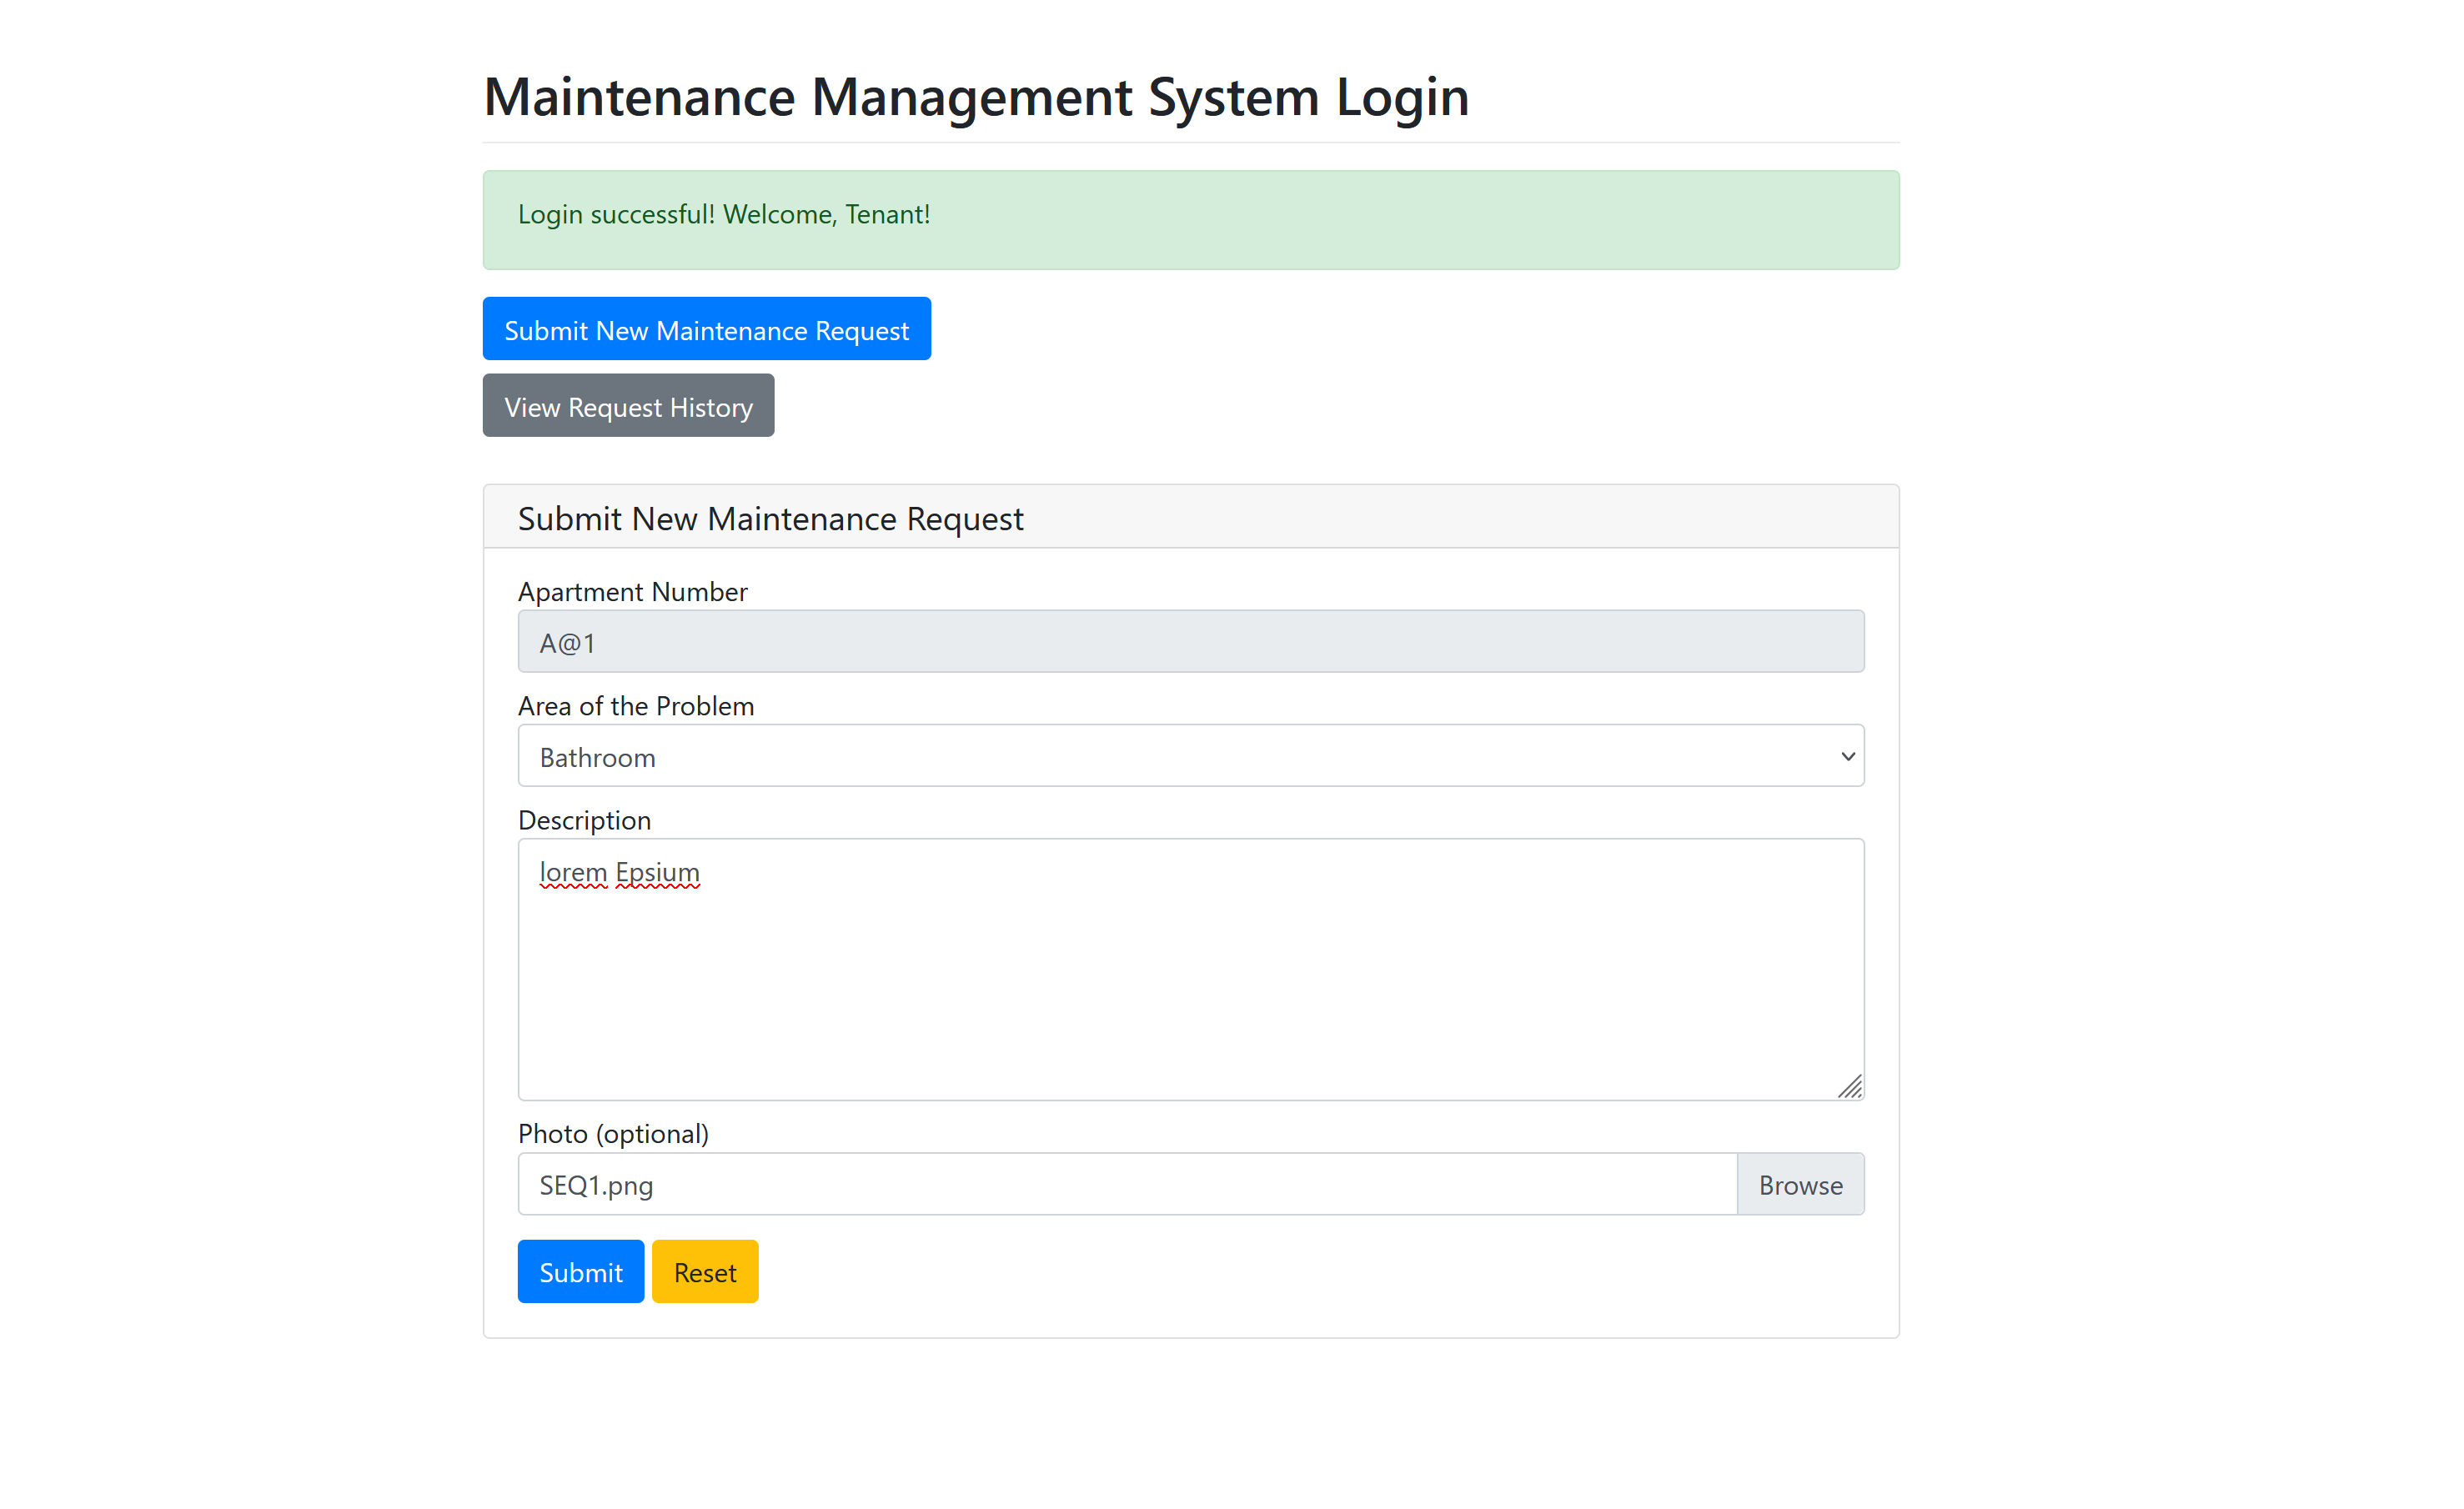 Maintenance Management System Login
Login successful! Welcome, Tenant!
Submit New Maintenance Request
View Request History
Submit New Maintenance Request
Apartment Number
A@1
Area of the Problem
Bathroom
Description
lorem Epsium
Photo (optional)
SEQ1.png Browse
Submit Reset